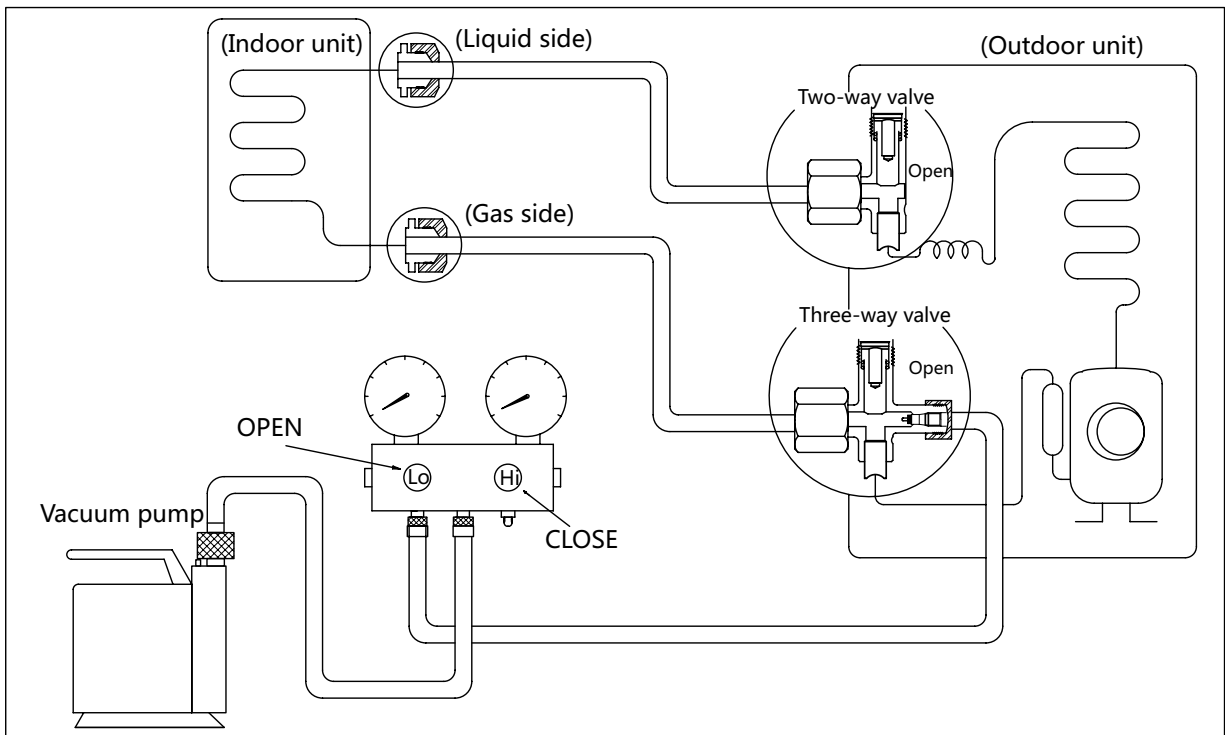 (Indoor unit)
(Liquid side)
(Outdoor unit)
Two-way valve
Open
(Gas side)
Three-way valve
Open
OPEN
Lo
Hi
CLOSE
Vacuum pump